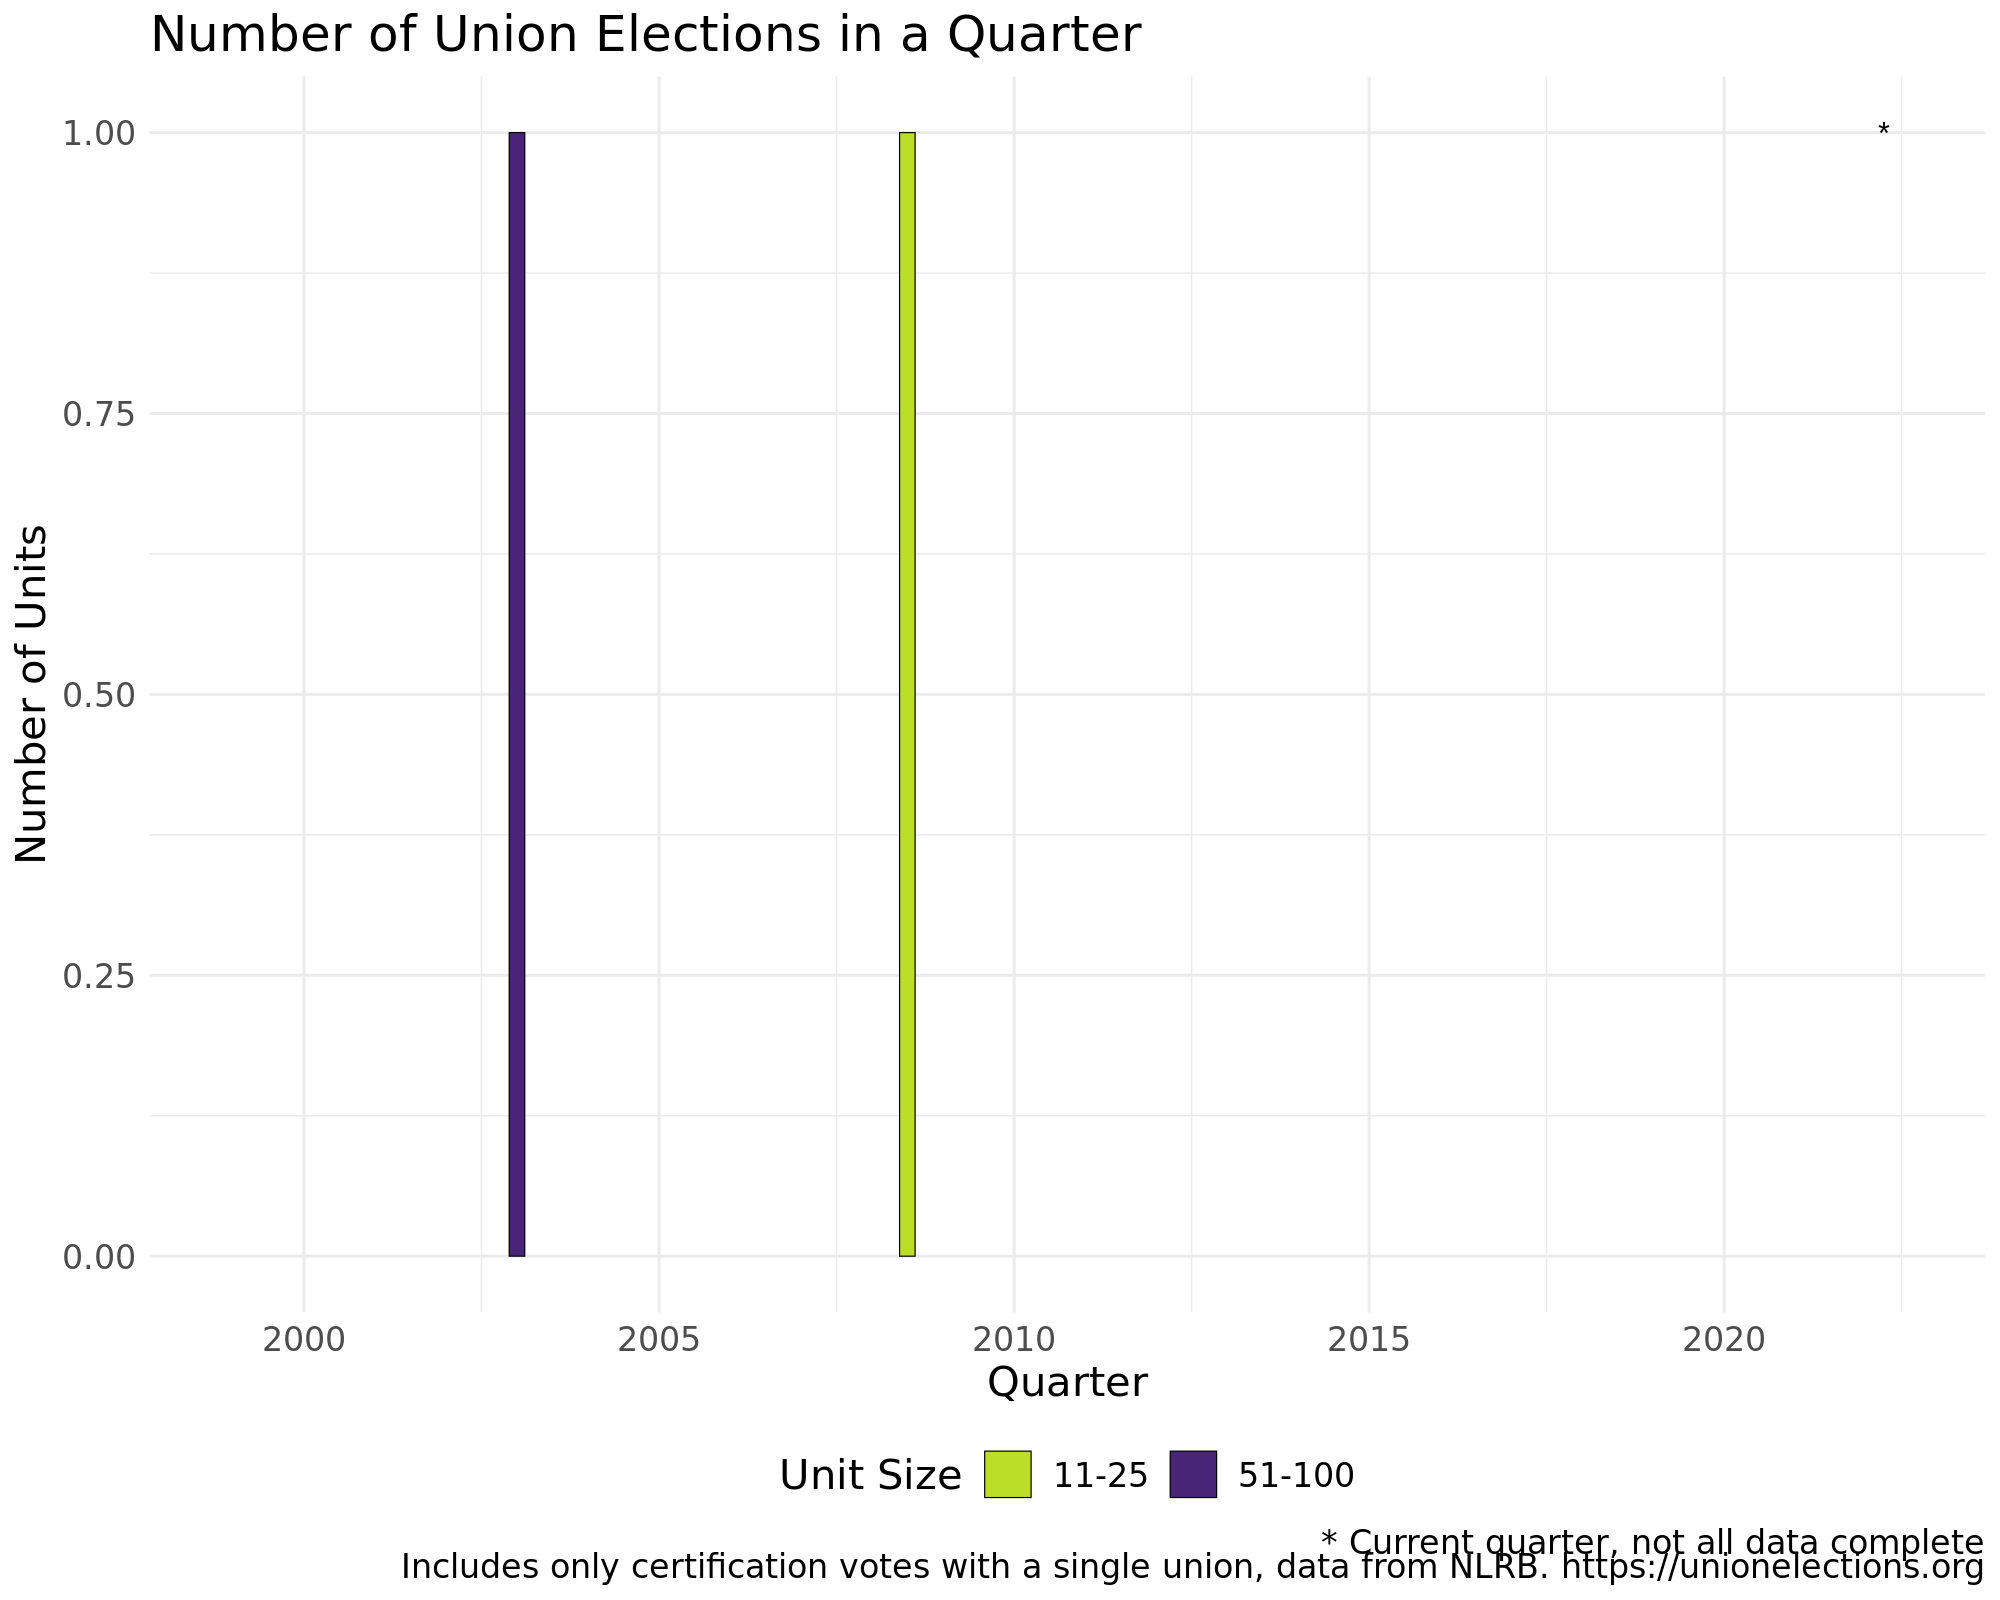 Number of Union Elections in a Quarter
*
1.00
0.75
0.50
0.25
0.00
Number of Units
2000 2005 2010 2015 2020
Quarter
Unit Size 11-25 51-100
* Current quarter, not all data complete
Includes only certification votes with a single union, data from NLRB. https://unionelections.org